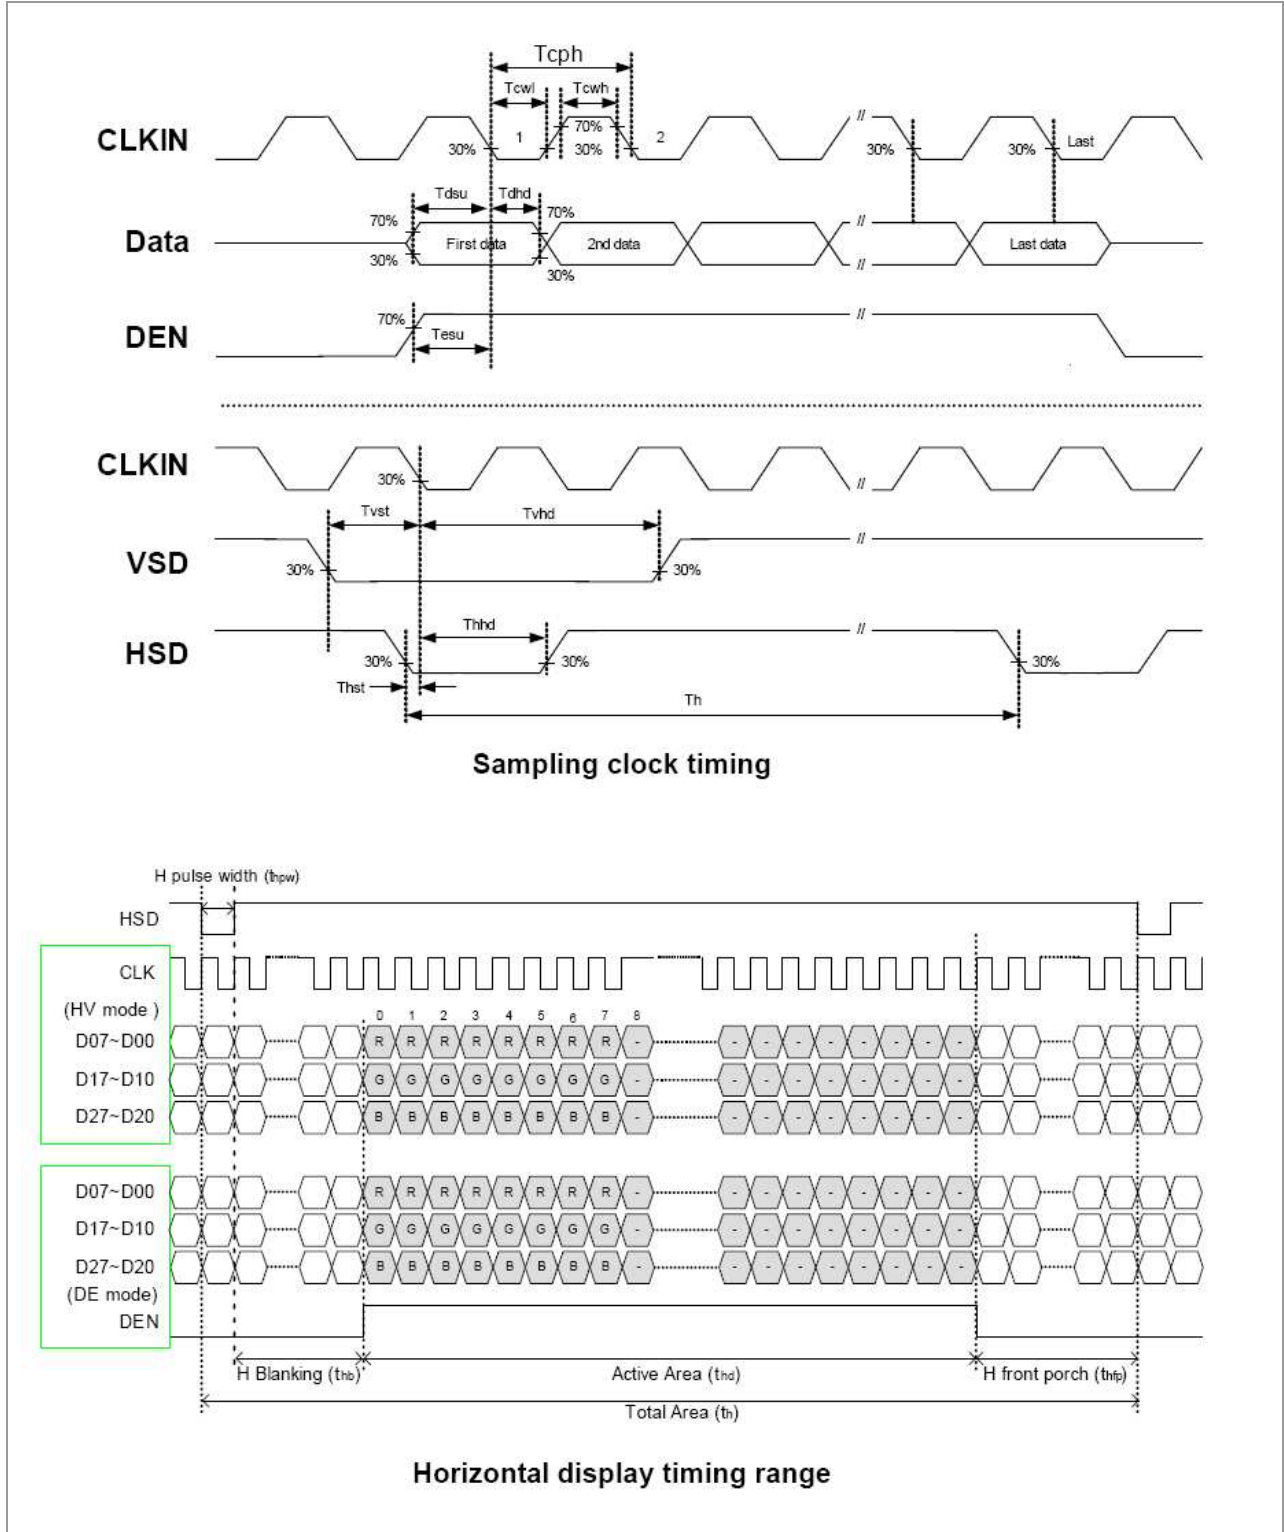 Tcph
Tcwl Tcwh
CLKIN 30% 1 70% 30% 2 // 30% 30% Last
Tdsu Tdhd
70% 70%
Data First data 2nd data // Last data
30% 30% //
DEN 70% //
Tesu
CLKIN 30% //
Tvst Tvhd
VSD 30% 30% //
Thhd
HSD 30% 30% // 30%
Thst
Th
Sampling clock timing
H pulse width (thpw)
HSD
CLK
(HV mode ) 0 1 2 3 4 5 6 7 8
D07~D00 R R R R R R R R - - - - - - - - -
D17~D10 G G G G G G G G - - - - - - - - -
D27~D20 B B B B B B B B - - - - - - - - -
D07~D00 R R R R R R R R - - - - - - - - -
D17~D10 G G G G G G G G - - - - - - - - -
D27~D20 B B B B B B B B - - - - - - - - -
(DE mode)
DEN
H Blanking (thb) Active Area (thd) H front porch (thfp)
Total Area (th)
Horizontal display timing range